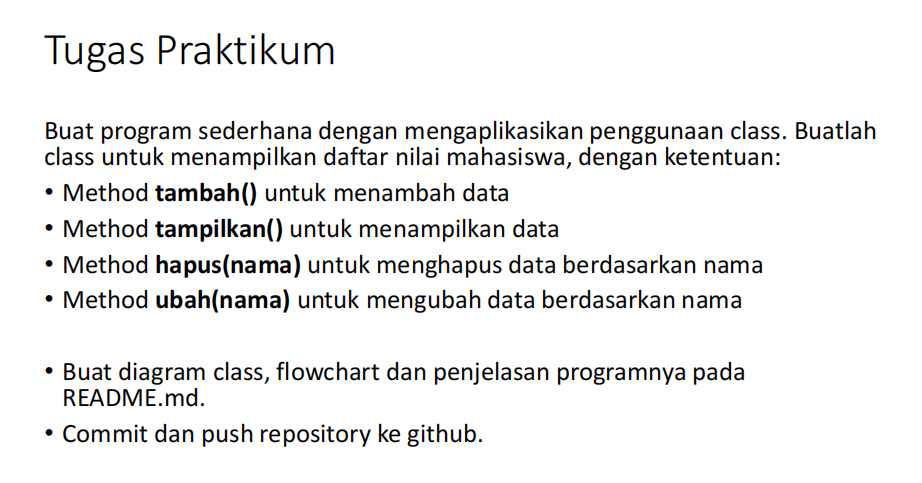 Tugas Praktikum
Buat program sederhana dengan mengaplikasikan penggunaan class. Buatlah
class untuk menampilkan daftar nilai mahasiswa, dengan ketentuan:
• Method tambah() untuk menambah data
• Method tampilkan() untuk menampilkan data
• Method hapus(nama) untuk menghapus data berdasarkan nama
• Method ubah(nama) untuk mengubah data berdasarkan nama
• Buat diagram class, flowchart dan penjelasan programnya pada
README.md.
• Commit dan push repository ke github.